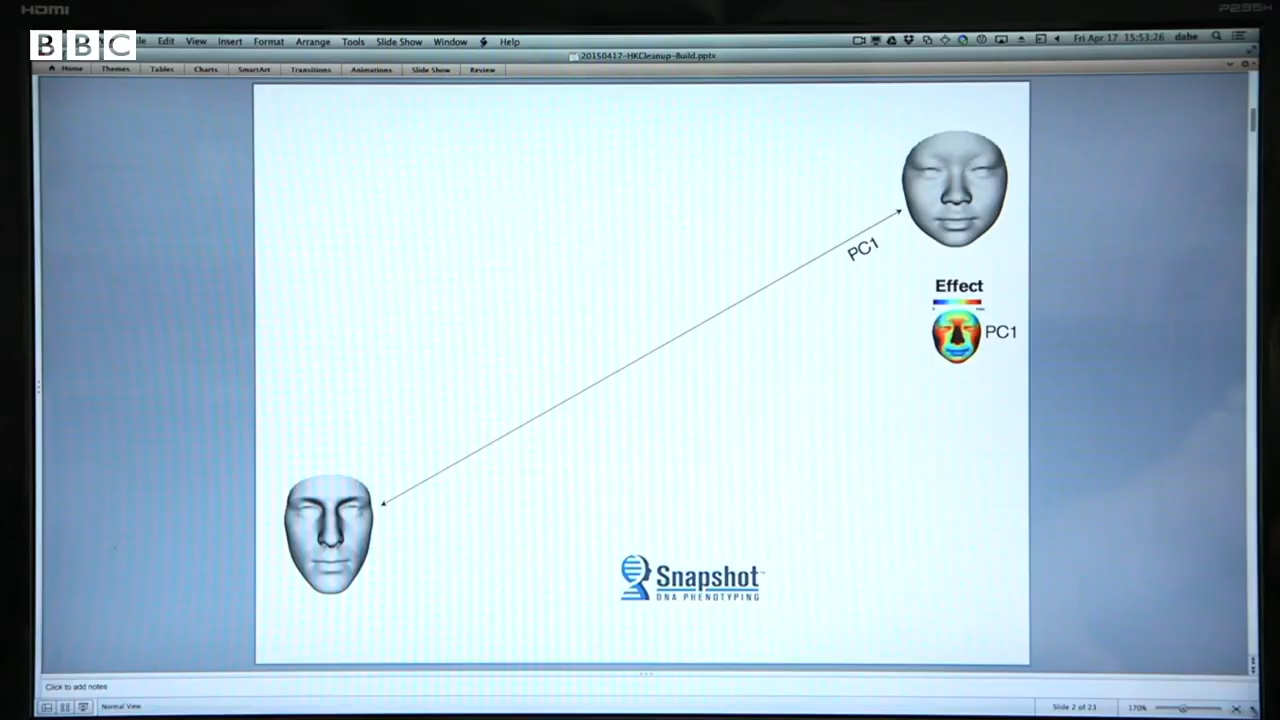 HDMI
BBC
Edit View Insert Format Arrange Tools Slide Show Window Help
Fri Apr 17 15:53:26 dabe
20150417-HKCleanup-Build.pptx
Home Themes Tables Charts SmartArt Transitions Animations Slide Show Review
PC1
Effect
PC1
Snapshot™
DNA PHENOTYPING
Click to add notes
Normal View
Slide 2 of 23
170%